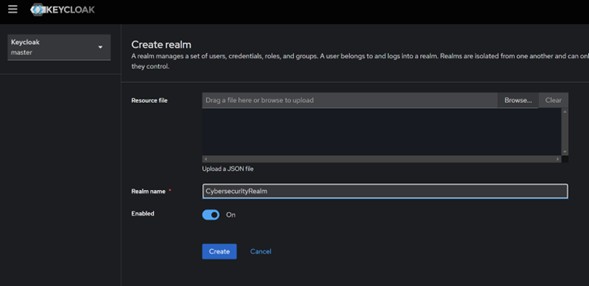 KEYCLOAK
Keycloak
master
Create realm
A realm manages a set of users, credentials, roles, and groups. A user belongs to and logs into a realm. Realms are isolated from one another and can onl
they control.
Resource file
Drag a file here or browse to upload
Browse...
Clear
Upload a JSON file
Realm name *
CybersecurityRealm
Enabled
On
Create
Cancel